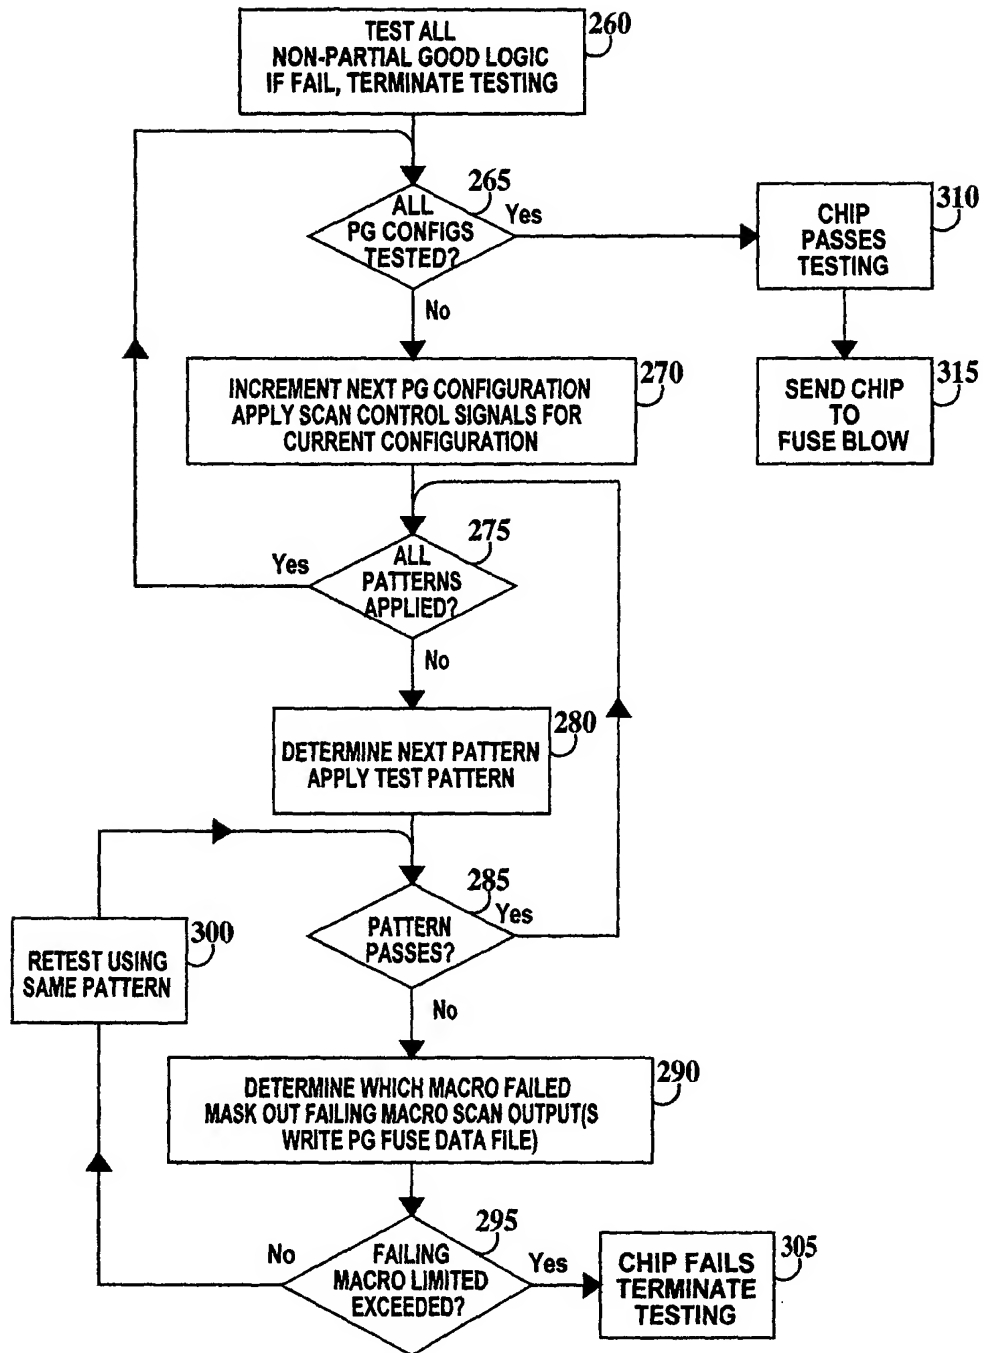 TEST ALL
NON-PARTIAL GOOD LOGIC
IF FAIL, TERMINATE TESTING
260
ALL
PG CONFIGS
TESTED?
265
Yes
No
CHIP
PASSES
TESTING
310
SEND CHIP
TO
FUSE BLOW
315
INCREMENT NEXT PG CONFIGURATION
APPLY SCAN CONTROL SIGNALS FOR
CURRENT CONFIGURATION
270
ALL
PATTERNS
APPLIED?
275
Yes
No
DETERMINE NEXT PATTERN
APPLY TEST PATTERN
280
PATTERN
PASSES?
285
Yes
No
RETEST USING
SAME PATTERN
300
DETERMINE WHICH MACRO FAILED
MASK OUT FAILING MACRO SCAN OUTPUT(S
WRITE PG FUSE DATA FILE)
290
FAILING
MACRO LIMITED
EXCEEDED?
295
No
Yes
CHIP FAILS
TERMINATE
TESTING
305